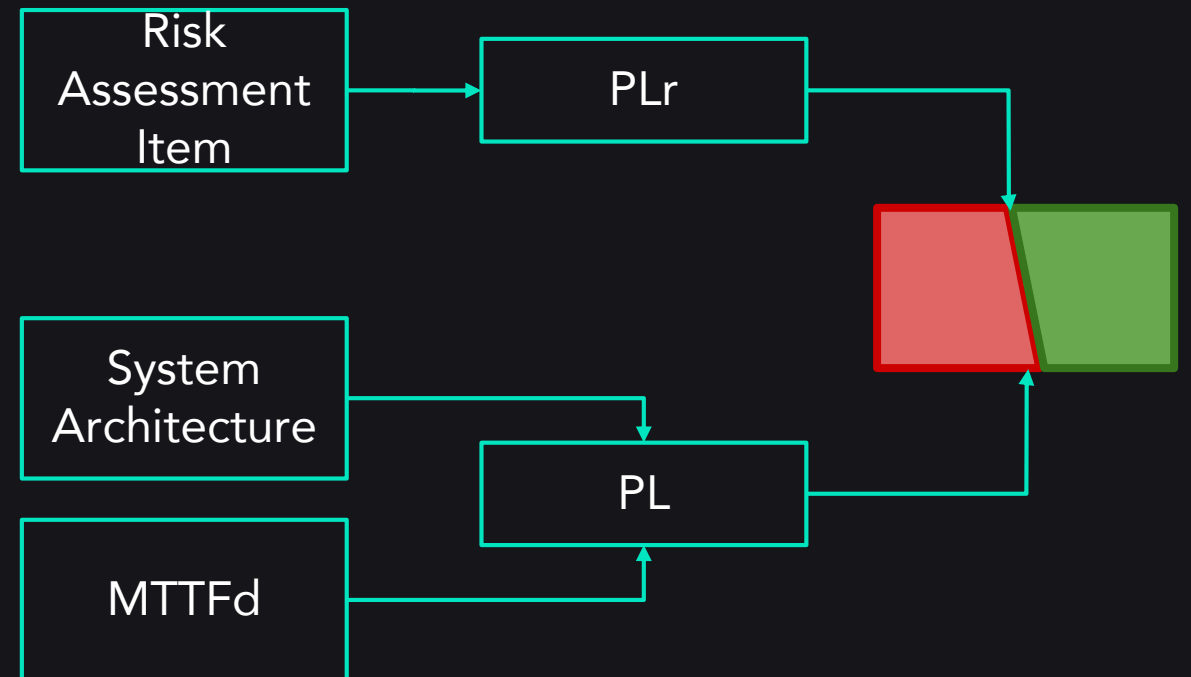 Risk
Assessment
Item
PLr
System
Architecture
PL
MTTFd